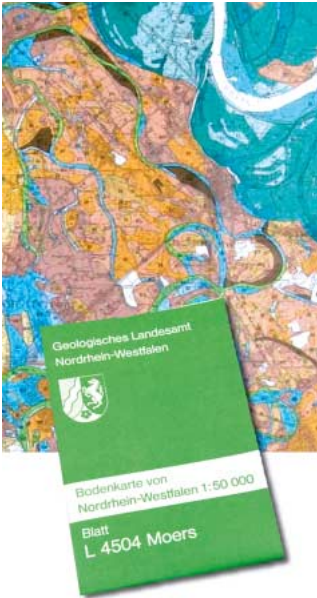 Geologisches Landesamt
Nordrhein-Westfalen
Bodenkarte von
Nordrhein-Westfalen 1:50 000
Blatt
L 4504 Moers